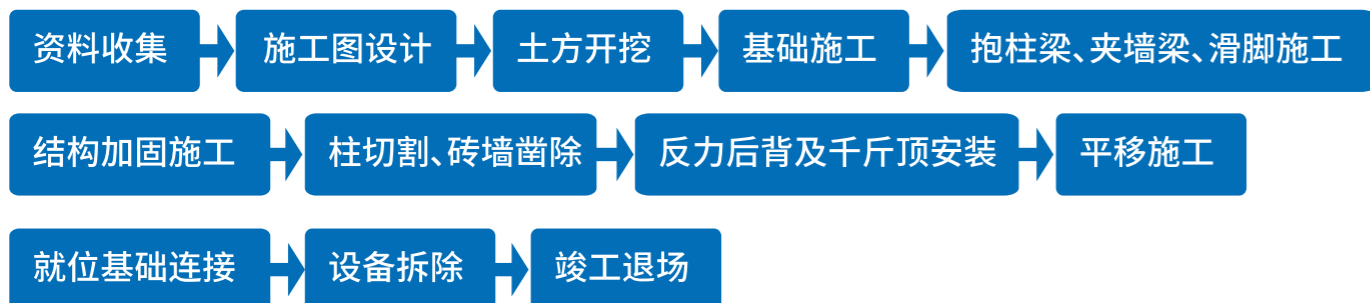 资料收集 施工图设计 土方开挖 基础施工 抱柱梁、夹墙梁、滑脚施工
结构加固施工 柱切割、砖墙凿除 反力后背及千斤顶安装 平移施工
就位基础连接 设备拆除 竣工退场